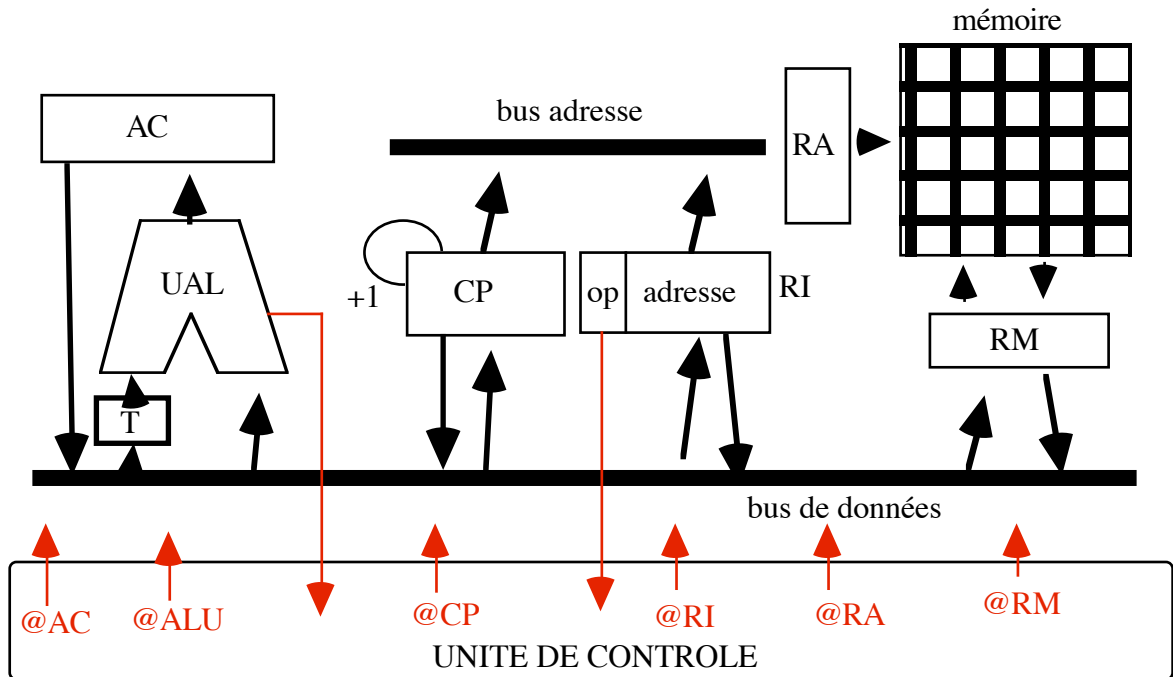 mémoire
AC
bus adresse
RA
UAL
+1
CP
op
adresse
RI
RM
T
bus de données
@AC
@ALU
@CP
@RI
@RA
@RM
UNITE DE CONTROLE